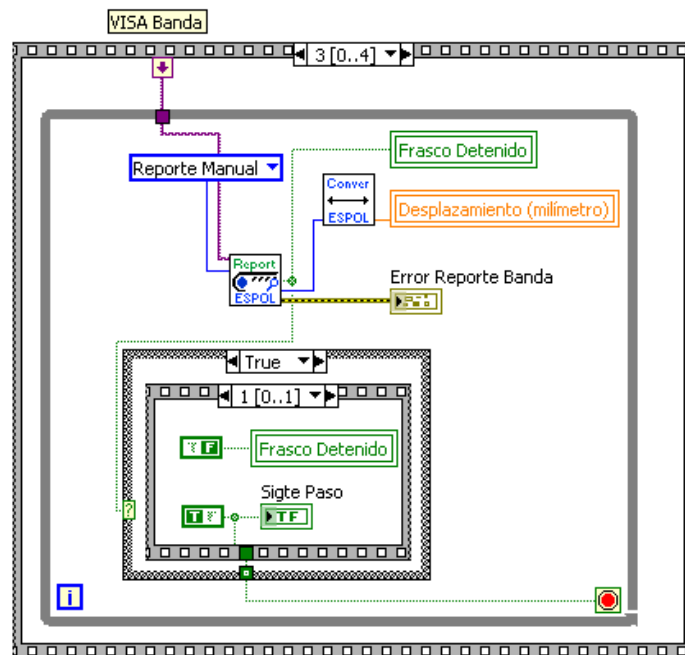 VISA Banda
3 [0..4]
Reporte Manual
Frasco Detenido
Conver
ESPOL
Desplazamiento (milímetro)
Report
ESPOL
Error Reporte Banda
True
1 [0..1]
F
Frasco Detenido
Sigte Paso
T
TF
?
i